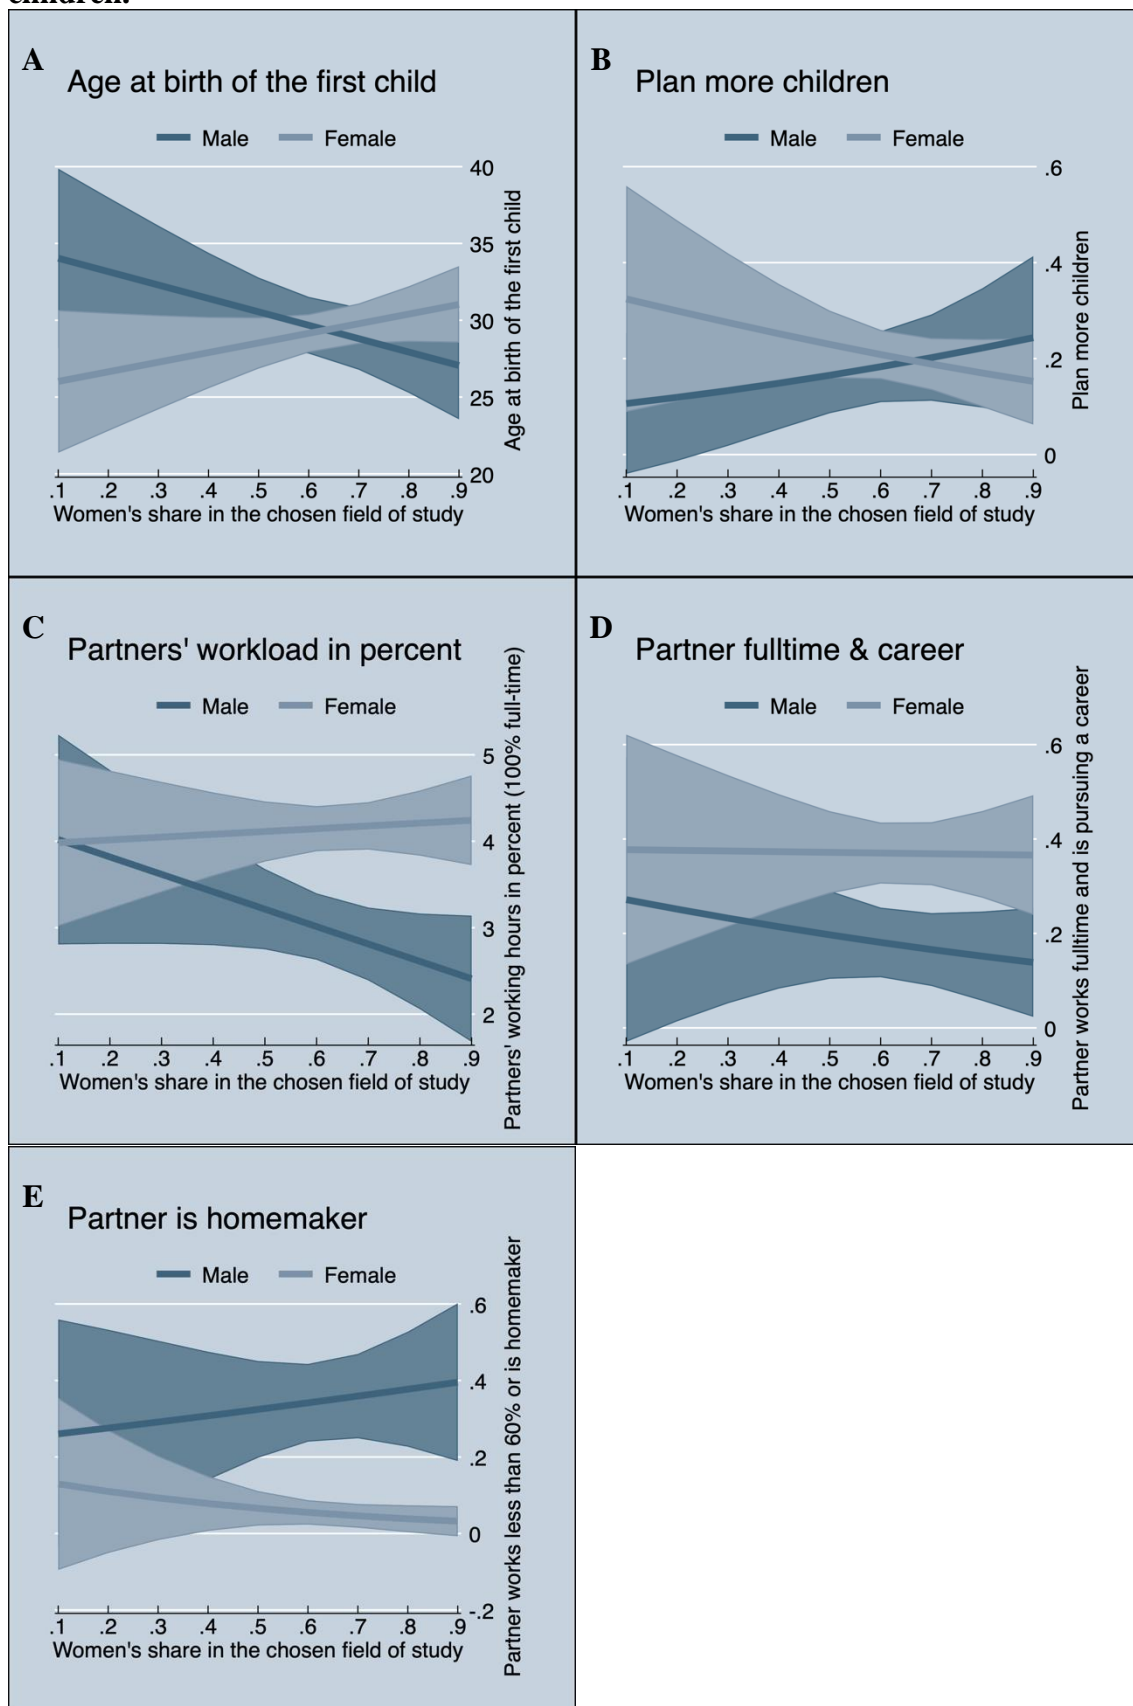 children.
A
Age at birth of the first child
Male Female
40
35
30
25
20
Age at birth of the first child
.1 .2 .3 .4 .5 .6 .7 .8 .9
Women's share in the chosen field of study
B
Plan more children
Male Female
.6
.4
.2
0
Plan more children
.1 .2 .3 .4 .5 .6 .7 .8 .9
Women's share in the chosen field of study
C
Partners' workload in percent
Male Female
5
4
3
2
Partners' working hours in percent (100% full-time)
.1 .2 .3 .4 .5 .6 .7 .8 .9
Women's share in the chosen field of study
D
Partner fulltime & career
Male Female
.6
.4
.2
0
Partner works fulltime and is pursuing a career
.1 .2 .3 .4 .5 .6 .7 .8 .9
Women's share in the chosen field of study
E
Partner is homemaker
Male Female
.6
.4
.2
0
-.2
Partner works less than 60% or is homemaker
.1 .2 .3 .4 .5 .6 .7 .8 .9
Women's share in the chosen field of study